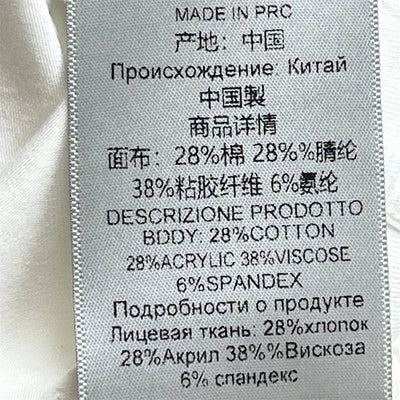 MADE IN PRC
产地: 中国
Происхождение: Китай
中国製
商品详情
面布: 28%棉 28%%腈纶
38%粘胶纤维 6%氨纶
DESCRIZIONE PRODOTTO
BDDY: 28%COTTON
28%ACRYLIC 38%VISCOSE
6%SPANDEX
Подробности о продукте
Лицевая ткань: 28%хлопок
28%Акрил 38%%Вискоза
6% спандекс